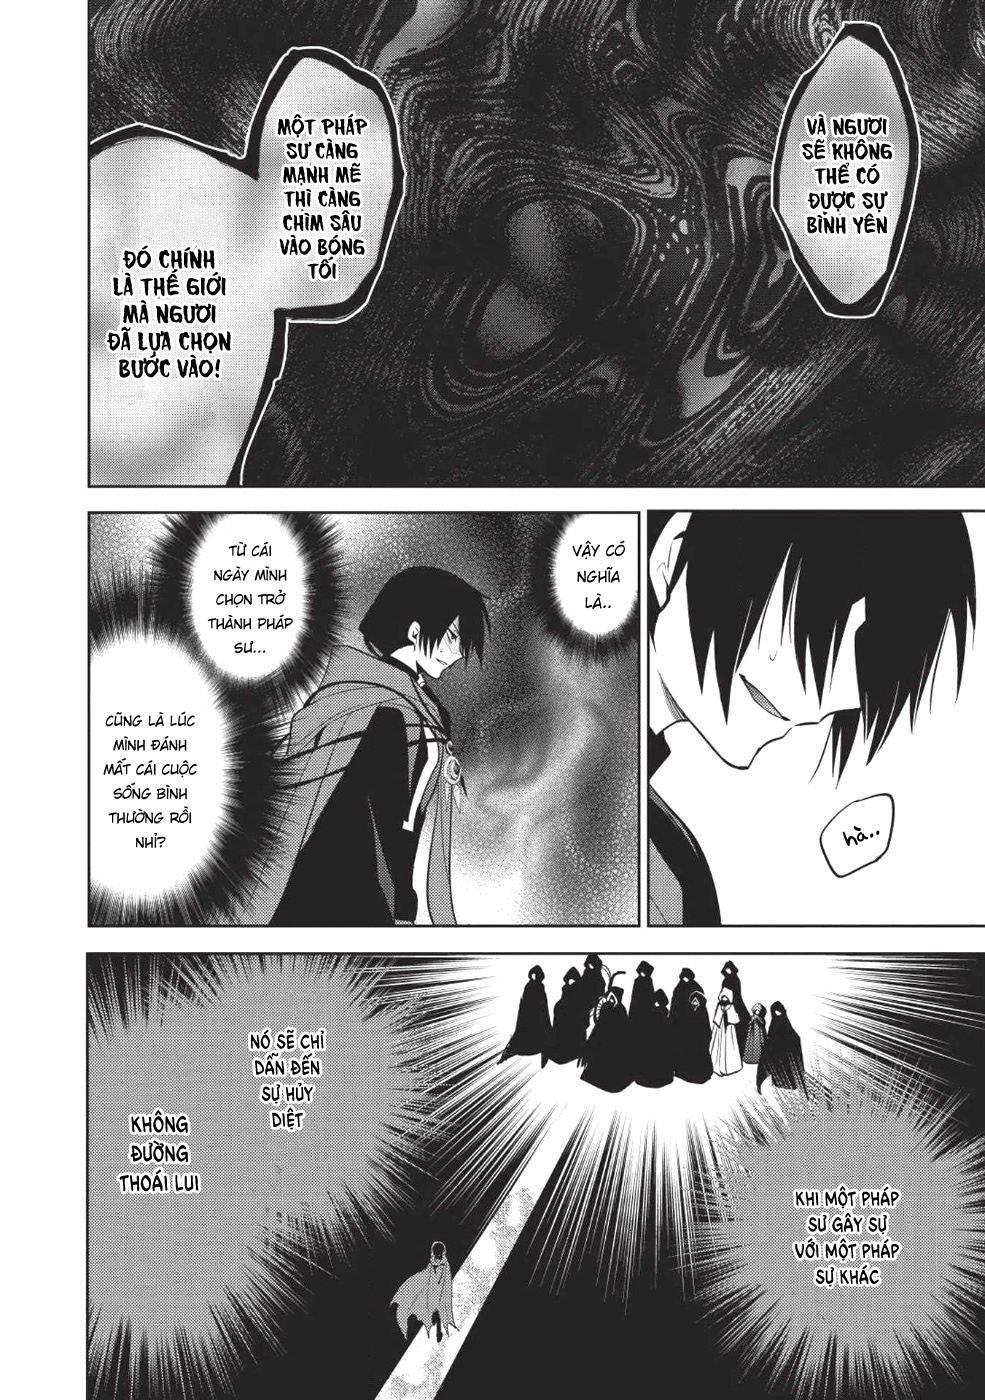 VÀ NGƯƠI
SẼ KHÔNG
THỂ CÓ
ĐƯỢC SỰ
BÌNH YÊN
MỘT PHÁP
SƯ CÀNG
MẠNH MẼ
THÌ CÀNG
CHÌM SÂU
VÀO BÓNG
TỐI
ĐÓ CHÍNH
LÀ THẾ GIỚI
MÀ NGƯƠI
ĐÃ LỰA CHỌN
BƯỚC VÀO!
hà..
VẬY CÓ
NGHĨA
LÀ..
TỪ CÁI
NGÀY MÌNH
CHỌN TRỞ
THÀNH PHÁP
SƯ...
CŨNG LÀ LÚC
MÌNH ĐÁNH
MẤT CÁI CUỘC
SỐNG BÌNH
THƯỜNG RỒI
NHỈ?
KHI MỘT PHÁP
SƯ GÂY SỰ
VỚI MỘT PHÁP
SƯ KHÁC
NÓ SẼ CHỈ
DẪN ĐẾN
SỰ HỦY
DIỆT
KHÔNG
ĐƯỜNG
THOÁI LUI